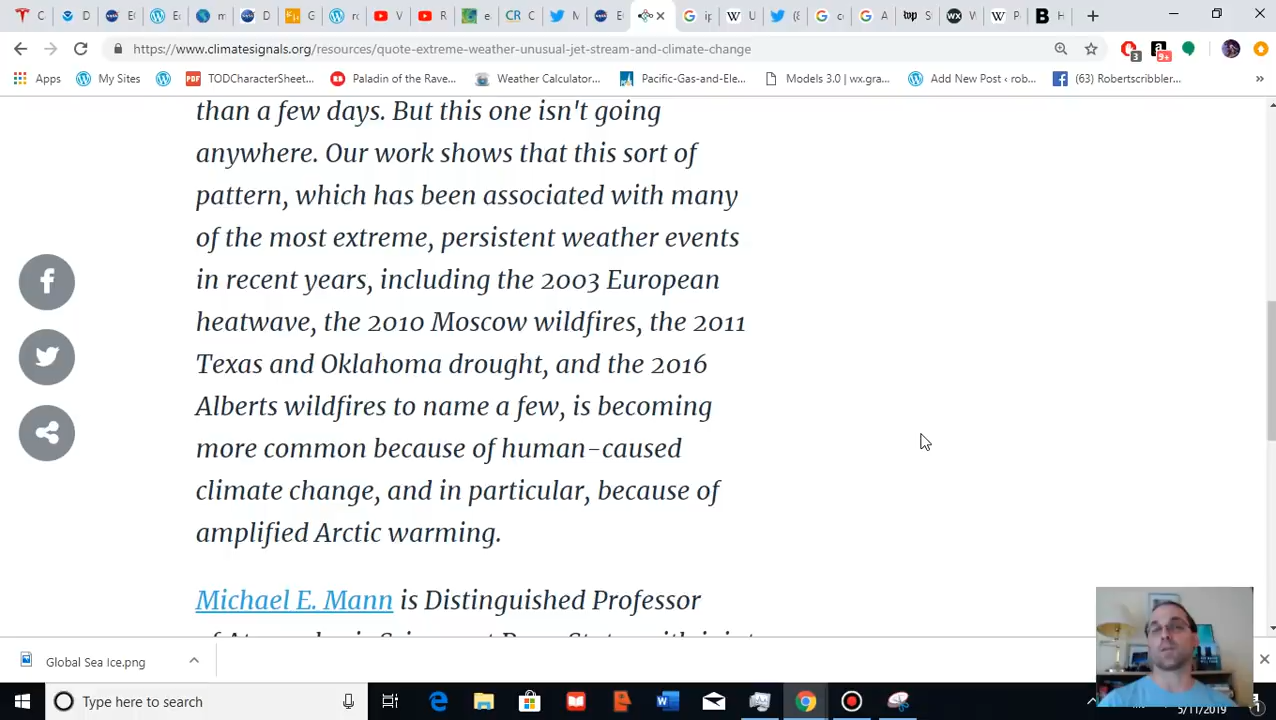 https://www.climatesignals.org/resources/quote-extreme-weather-unusual-jet-stream-and-climate-change
3
9+
Apps
My Sites
PDF
TODCharacterSheet...
Paladin of the Rave...
Weather Calculator...
Pacific-Gas-and-Ele...
Models 3.0 | wx.gra...
Add New Post ‹ rob...
(63) Robertscribbler...
than a few days. But this one isn't going
anywhere. Our work shows that this sort of
pattern, which has been associated with many
of the most extreme, persistent weather events
in recent years, including the 2003 European
heatwave, the 2010 Moscow wildfires, the 2011
Texas and Oklahoma drought, and the 2016
Alberts wildfires to name a few, is becoming
more common because of human-caused
climate change, and in particular, because of
amplified Arctic warming.
Michael E. Mann is Distinguished Professor
Global Sea Ice.png
Type here to search
5/11/2019